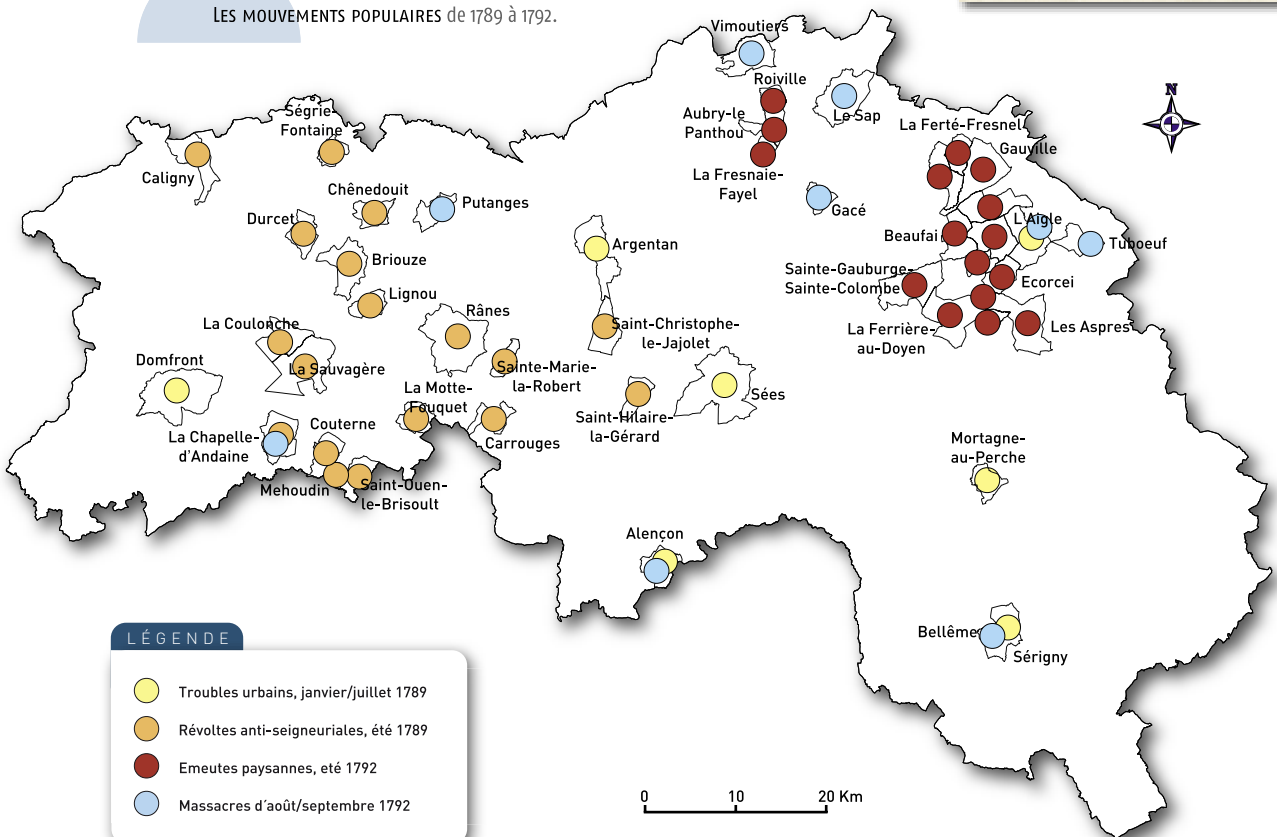 Les mouvements populaires de 1789 à 1792.
Vimoutiers
N
Roiville
Ségrie-
Fontaine
Aubry-le
Panthou
Le Sap
La Ferté-Fresnel
Gauville
Caligny
La Fresnaie-
Fayel
Chênedouit
Putanges
Gacé
Durcet
L'Aigle
Argentan
Beaufai
Tuboeuf
Briouze
Sainte-Gauburge-
Sainte-Colombe
Ecorcei
Lignou
Rânes
La Coulonche
Saint-Christophe-
le-Jajolet
La Ferrière-
au-Doyen
Les Aspres
Domfront
La Sauvagère
Sainte-Marie-
la-Robert
La Motte-
Fouquet
Sées
Saint-Hilaire-
la-Gérard
La Chapelle-
d'Andaine
Couterne
Carrouges
Mortagne-
au-Perche
Mehoudin
Saint-Ouen-
le-Brisoult
Alençon
Bellême
Sérigny
LÉGENDE
Troubles urbains, janvier/juillet 1789
Révoltes anti-seigneuriales, été 1789
Emeutes paysannes, eté 1792
Massacres d'août/septembre 1792
0 10 20 Km